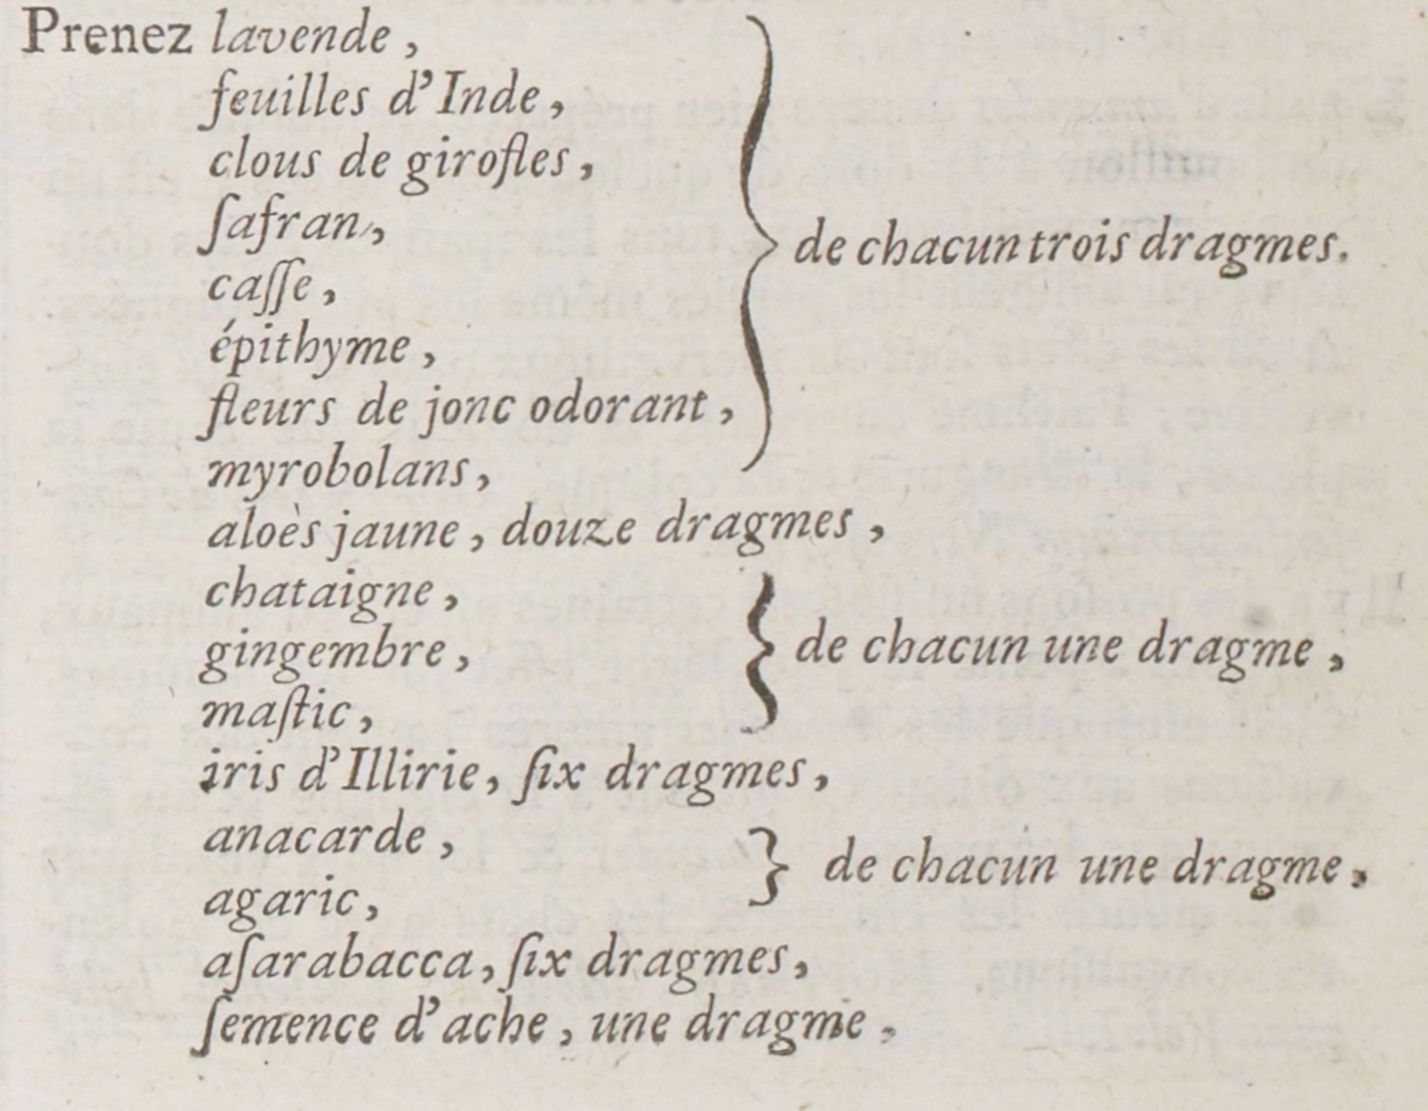 Prenez lavende,
feuilles d'Inde,
clous de girofles,
ſafran,
caſſe,
épithyme,
fleurs de jonc odorant,
myrobolans,
de chacun trois dragmes.
aloès jaune, douze dragmes,
chataigne,
gingembre,
maſtic,
de chacun une dragme,
iris d'Illirie, ſix dragmes,
anacarde,
agaric,
de chacun une dragme,
aſarabacca, ſix dragmes,
ſemence d'ache, une dragme.